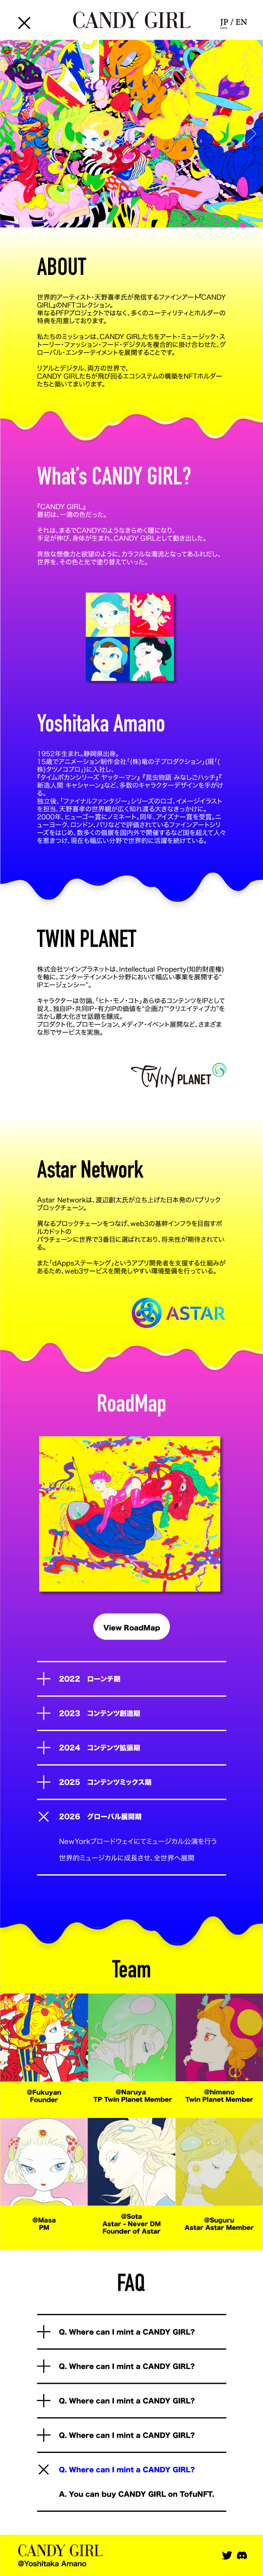 CANDY GIRL
JP / EN
ABOUT
世界的アーティスト・天野喜孝氏が発信するファインアート『CANDY
GIRL』のNFTコレクション。
単なるPFPプロジェクトではなく、多くのユーティリティとホルダーの
特典を用意しております。
私たちのミッションは、CANDY GIRLたちをアート・ミュージック・ス
トーリー・ファッション・フード・デジタルを複合的に掛け合わせた、グ
ローバル・エンターテイメントを展開することです。
リアルとデジタル、両方の世界で、
CANDY GIRLたちが飛び回るエコシステムの構築をNFTホルダー
たちと築いてまいります。
What's CANDY GIRL?
『CANDY GIRL』
最初は、一滴の色だった。
それは、まるでCANDYのようなきらめく瞳になり、
手足が伸び、身体が生まれ、CANDY GIRLとして動き出した。
奔放な想像力と欲望のように、カラフルな濁流となってあふれだし、
世界を、その色と光で塗り替えていった。
Yoshitaka Amano
1952年生まれ。静岡県出身。
15歳でアニメーション制作会社「(株)竜の子プロダクション」(現「(
株)タツノコプロ」)に入社し、
『タイムボカンシリーズ ヤッターマン』 『昆虫物語 みなしごハッチ』『
新造人間 キャシャーン』など、多数のキャラクターデザインを手がけ
る。
独立後、「ファイナルファンタジー」シリーズのロゴ、イメージイラスト
を担当、天野喜孝の世界観が広く知れ渡る大きなきっかけに。
2000年、ヒューゴー賞にノミネート。同年、アイズナー賞を受賞。ニ
ューヨーク、ロンドン、パリなどで評価されているファインアートシリ
ーズをはじめ、数多くの個展を国内外で開催するなど国を超えて人々
を惹きつけ、現在も幅広い分野で世界的に活躍を続けている。
TWIN PLANET
株式会社ツインプラネットは、Intellectual Property(知的財産権)
を軸に、エンターテインメント分野において幅広い事業を展開する"
IPエージェンシー"。
キャラクターは勿論、「ヒト・モノ・コト」あらゆるコンテンツをIPとして
捉え、独自IP・共同IP・有力IPの価値を"企画力""クリエイティブ力"を
活かし最大化させ話題を醸成。
プロダクト化、プロモーション、メディア・イベント展開など、さまざま
な形でサービスを実施。
TWIN PLANET
Astar Network
Astar Networkは、渡辺創太氏が立ち上げた日本発のパブリック
ブロックチェーン。
異なるブロックチェーンをつなげ、web3の基幹インフラを目指すポ
ルカドットの
パラチェーンに世界で3番目に選ばれており、将来性が期待されてい
る。
また「dAppsステーキング」というアプリ開発者を支援する仕組みが
あるため、web3サービスを開発しやすい環境整備を行っている。
ASTAR
RoadMap
View RoadMap
2022 ローンチ期
2023 コンテンツ創造期
2024 コンテンツ拡張期
2025 コンテンツミックス期
2026 グローバル展開期
NewYorkブロードウェイにてミュージカル公演を行う
世界的ミュージカルに成長させ、全世界へ展開
Team
@Fukuyan
Founder
@Naruya
TP Twin Planet Member
@himeno
Twin Planet Member
@Masa
PM
@Sota
Astar - Never DM
Founder of Astar
@Suguru
Astar Astar Member
FAQ
Q. Where can I mint a CANDY GIRL?
Q. Where can I mint a CANDY GIRL?
Q. Where can I mint a CANDY GIRL?
Q. Where can I mint a CANDY GIRL?
Q. Where can I mint a CANDY GIRL?
A. You can buy CANDY GIRL on TofuNFT.
CANDY GIRL
@Yoshitaka Amano